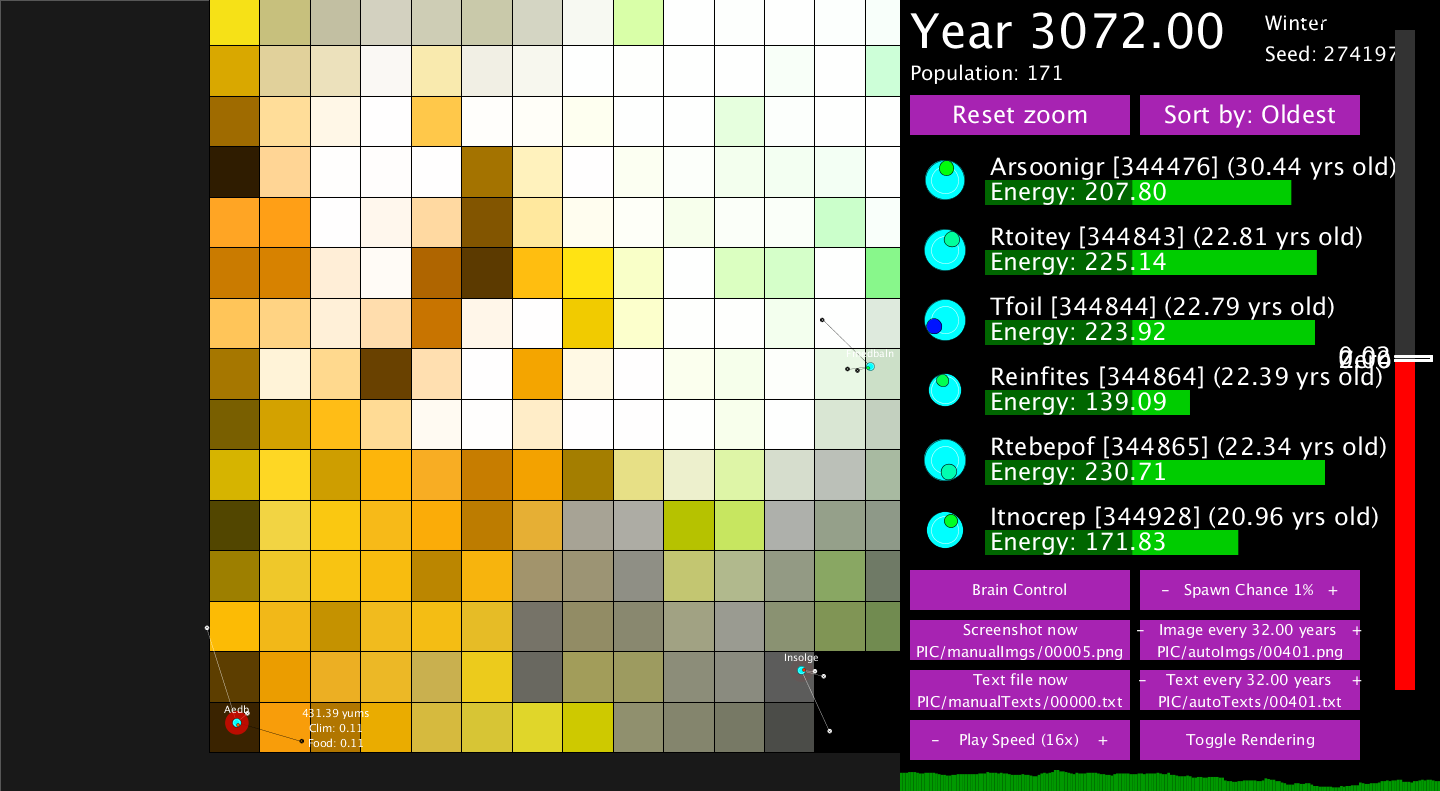 Year 3072.00
Winter
Seed: 274197
Population: 171
Reset zoom
Sort by: Oldest
Arsoonigr [344476] (30.44 yrs old)
Energy: 207.80
Rtoitey [344843] (22.81 yrs old)
Energy: 225.14
Tfoil [344844] (22.79 yrs old)
Energy: 223.92
Reinfites [344864] (22.39 yrs old)
Energy: 139.09
Rtebepof [344865] (22.34 yrs old)
Energy: 230.71
Itnocrep [344928] (20.96 yrs old)
Energy: 171.83
Brain Control
- Spawn Chance 1% +
Screenshot now
PIC/manualImgs/00005.png
- Image every 32.00 years +
PIC/autoImgs/00401.png
Text file now
PIC/manualTexts/00000.txt
- Text every 32.00 years +
PIC/autoTexts/00401.txt
- Play Speed (16x) +
Toggle Rendering
Insolge
Aedb
431.39 yums
Clim: 0.11
Food: 0.11